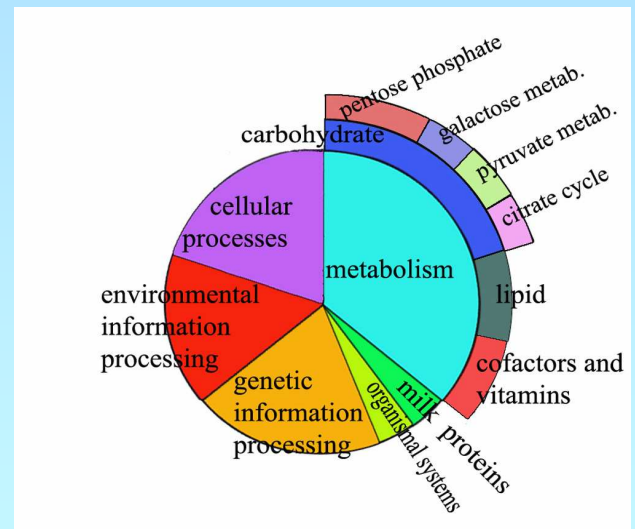 pentose phosphate
galactose metab.
pyruvate metab.
citrate cycle
carbohydrate
cellular
processes
metabolism
lipid
environmental
information
processing
cofactors and
vitamins
genetic
information
processing
organismal systems
milk proteins